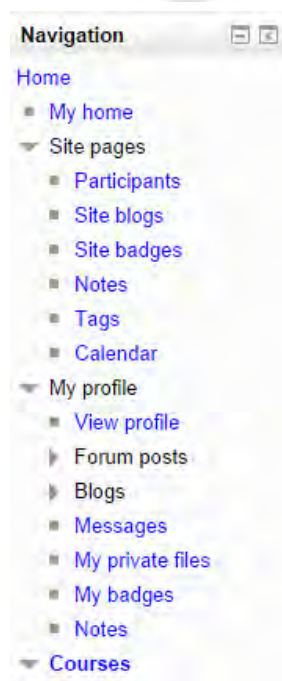 Navigation
Home
My home
Site pages
Participants
Site blogs
Site badges
Notes
Tags
Calendar
My profile
View profile
Forum posts
Blogs
Messages
My private files
My badges
Notes
Courses